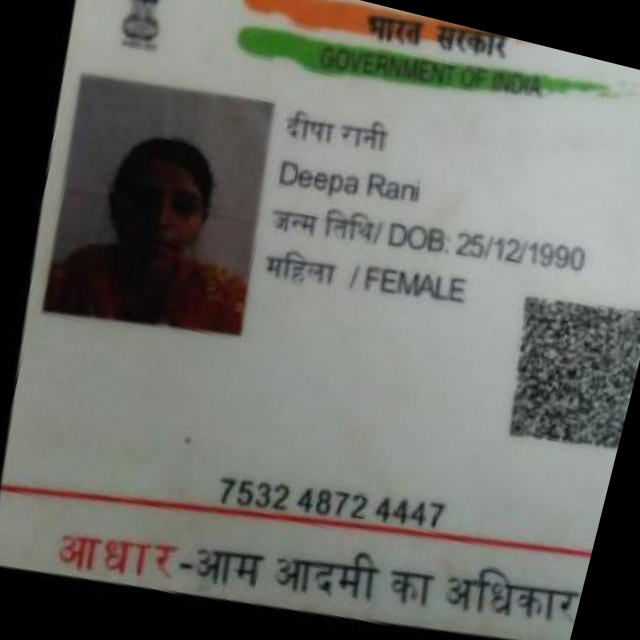 भारत सरकार
GOVERNMENT OF INDIA
दीपा रानी
Deepa Rani
जन्म तिथि/ DOB: 25/12/1990
महिला / FEMALE
7532 4872 4447
आधार-आम आदमी का अधिकार